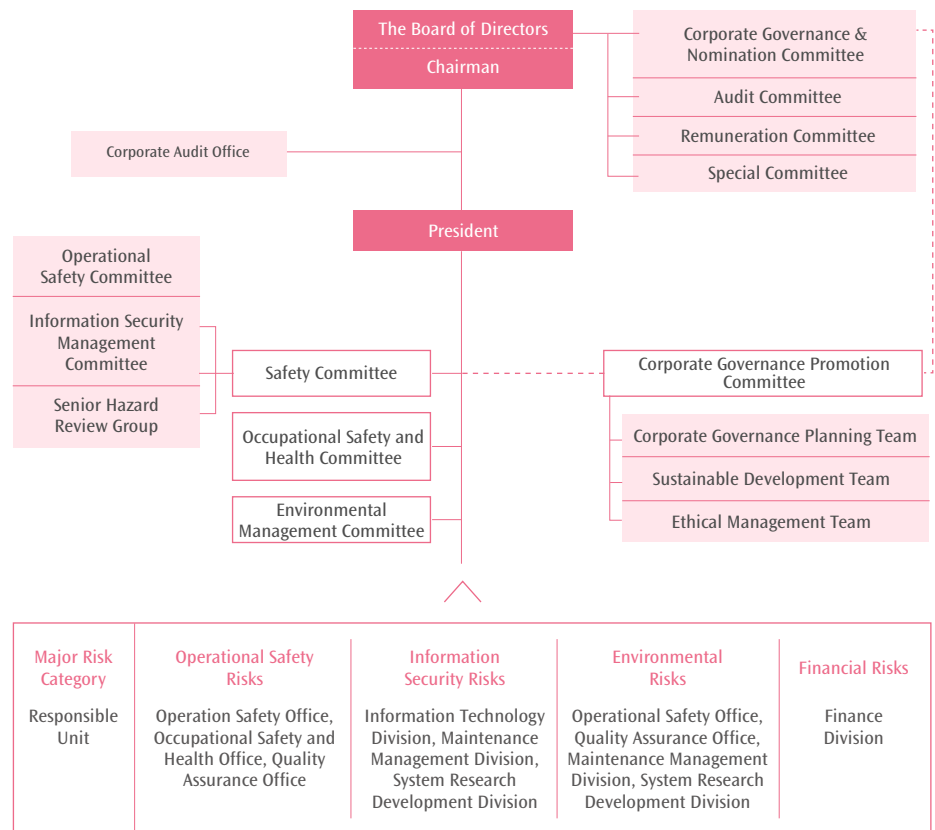 The Board of Directors
Chairman
Corporate Governance &
Nomination Committee
Audit Committee
Remuneration Committee
Special Committee
Corporate Audit Office
President
Operational
Safety Committee
Information Security
Management
Committee
Senior Hazard
Review Group
Safety Committee
Occupational Safety and
Health Committee
Environmental
Management Committee
Corporate Governance Promotion
Committee
Corporate Governance Planning Team
Sustainable Development Team
Ethical Management Team
Major Risk
Category
Responsible
Unit
Operational Safety
Risks
Operation Safety Office,
Occupational Safety and
Health Office, Quality
Assurance Office
Information
Security Risks
Information Technology
Division, Maintenance
Management Division,
System Research
Development Division
Environmental
Risks
Operational Safety Office,
Quality Assurance Office,
Maintenance Management
Division, System Research
Development Division
Financial Risks
Finance
Division